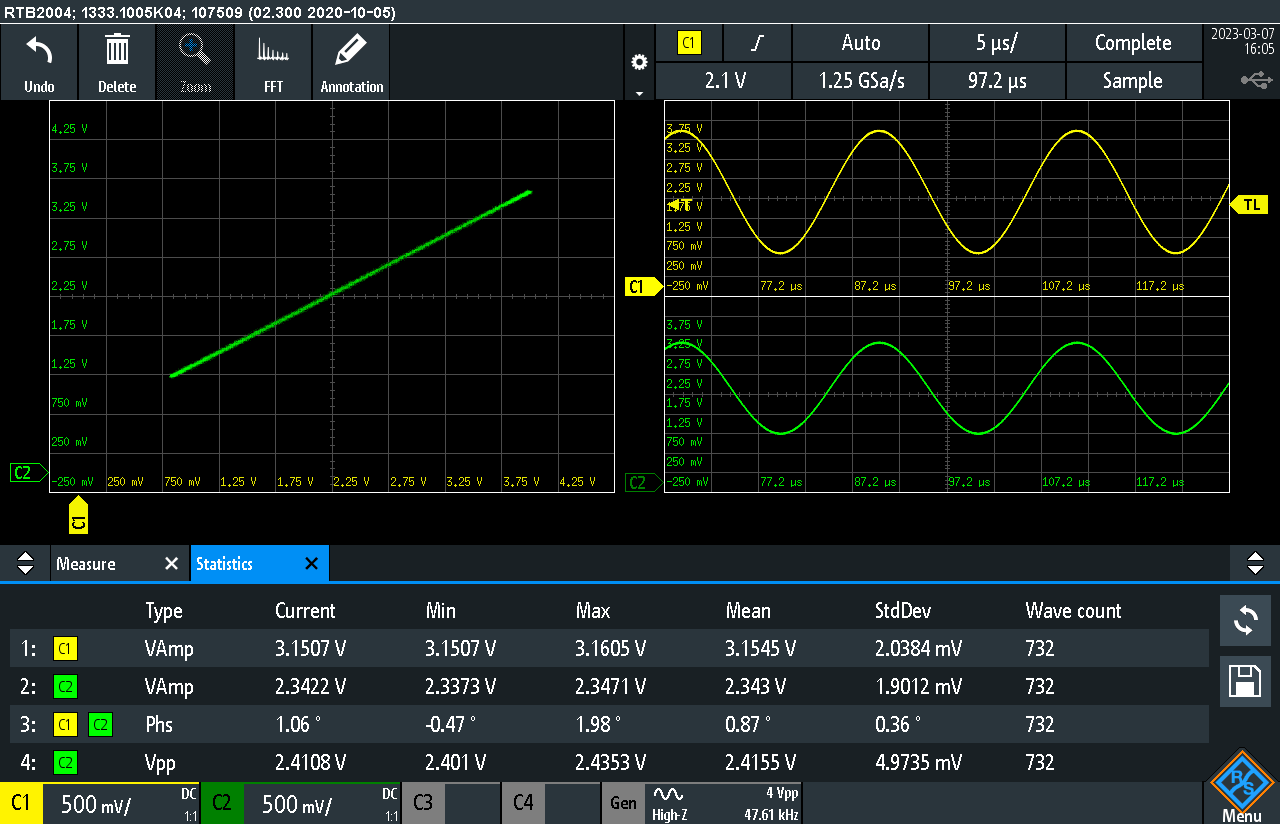 RTB2004; 1333.1005K04; 107509 (02.300 2020-10-05)
Undo Delete Zoom FFT Annotation
C1 Auto 5 µs/ Complete
2.1 V 1.25 GSa/s 97.2 µs Sample
2023-03-07
16:05
4.25 V
3.75 V
3.25 V
2.75 V
2.25 V
1.75 V
1.25 V
750 mV
250 mV
-250 mV 250 mV 750 mV 1.25 V 1.75 V 2.25 V 2.75 V 3.25 V 3.75 V 4.25 V
C2
C1
3.75 V
3.25 V
2.75 V
2.25 V
1.75 V
T
TL
1.25 V
750 mV
250 mV
C1
-250 mV 77.2 µs 87.2 µs 97.2 µs 107.2 µs 117.2 µs
3.75 V
3.25 V
2.75 V
2.25 V
1.75 V
1.25 V
750 mV
250 mV
C2
-250 mV 77.2 µs 87.2 µs 97.2 µs 107.2 µs 117.2 µs
Measure Statistics
Type Current Min Max Mean StdDev Wave count
1: C1 VAmp 3.1507 V 3.1507 V 3.1605 V 3.1545 V 2.0384 mV 732
2: C2 VAmp 2.3422 V 2.3373 V 2.3471 V 2.343 V 1.9012 mV 732
3: C1 C2 Phs 1.06 ° -0.47 ° 1.98 ° 0.87 ° 0.36 ° 732
4: C2 Vpp 2.4108 V 2.401 V 2.4353 V 2.4155 V 4.9735 mV 732
C1 500 mV/ DC 1:1 C2 500 mV/ DC 1:1 C3 C4 Gen High-Z 4 Vpp 47.61 kHz
R&S
Menu